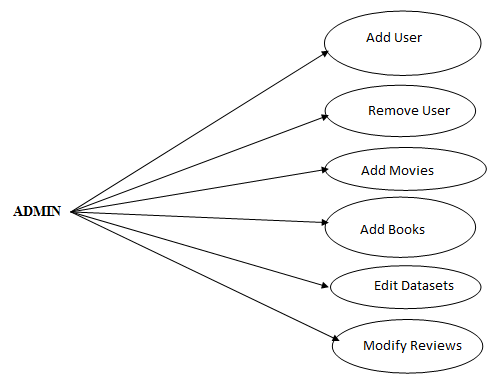 Add User
Remove User
Add Movies
ADMIN
Add Books
Edit Datasets
Modify Reviews